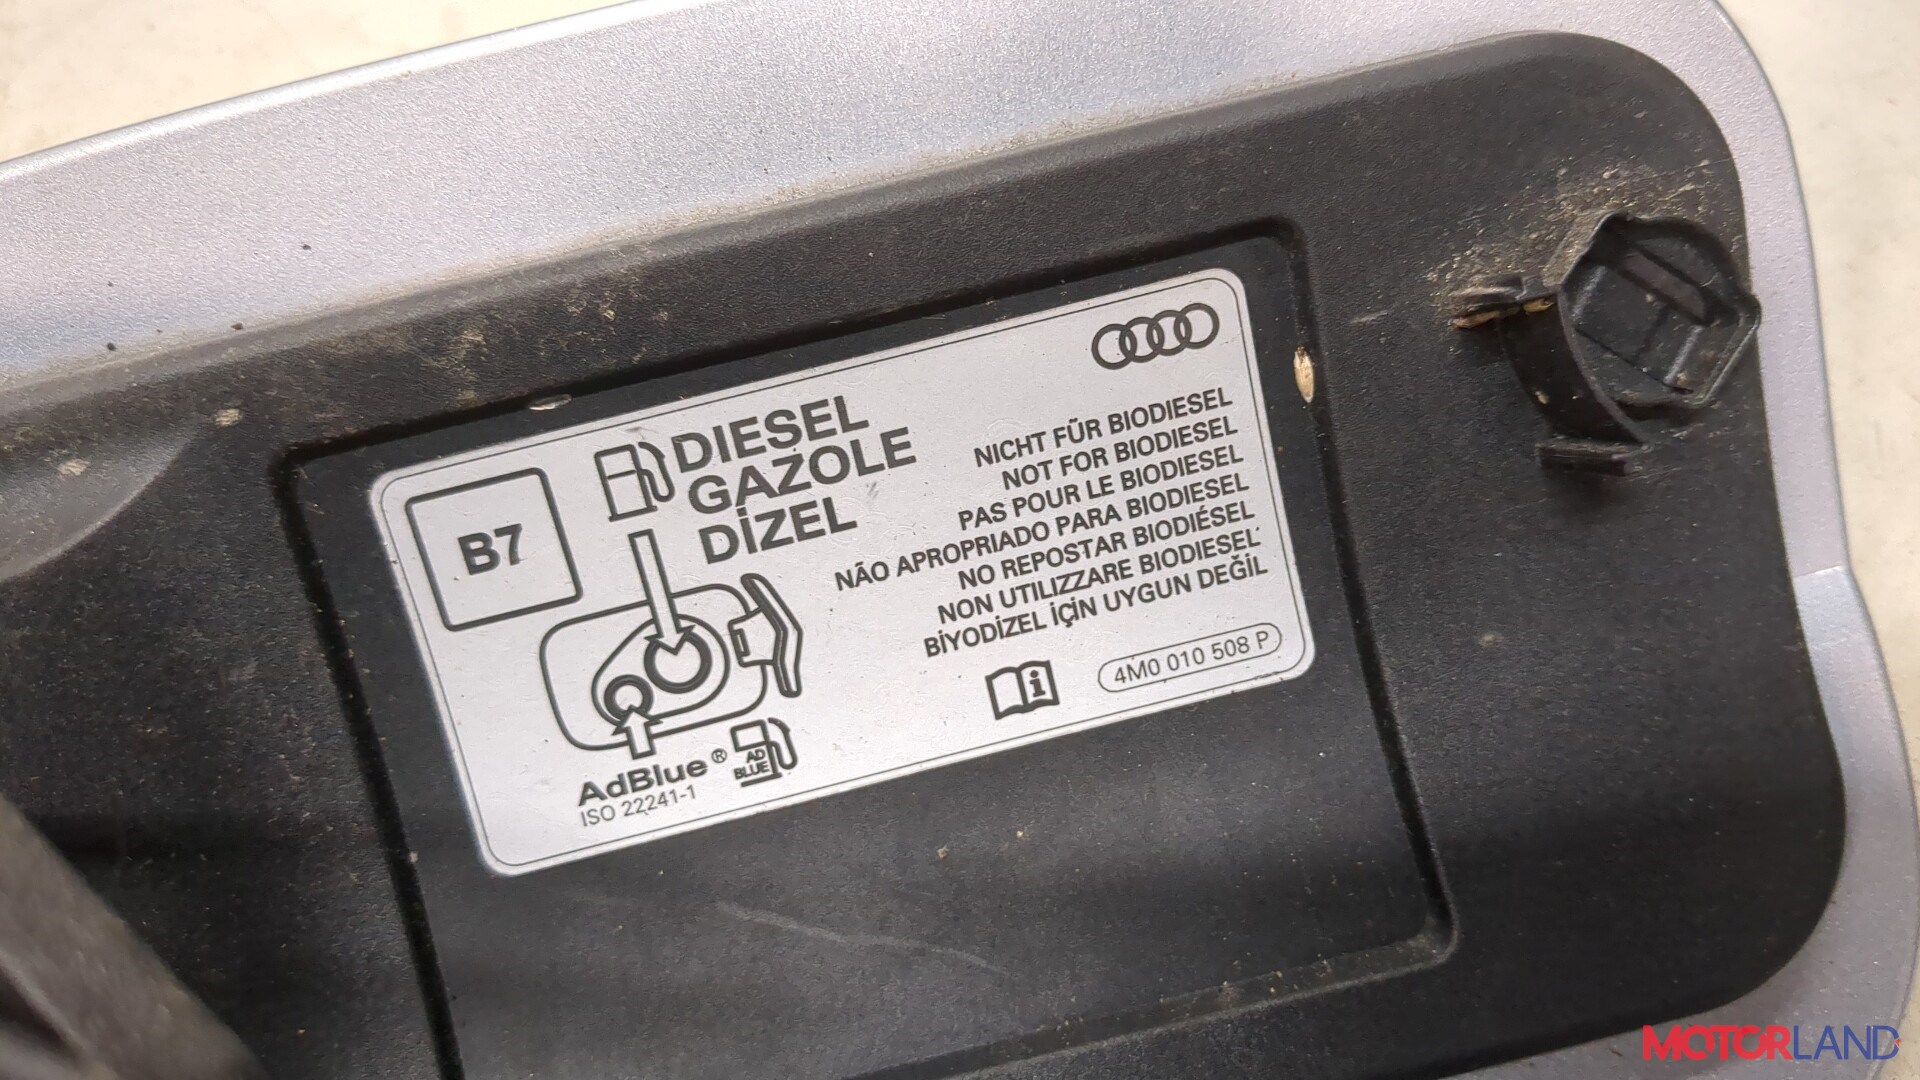 B7
DIESEL
GAZOLE
DİZEL
NICHT FÜR BIODIESEL
NOT FOR BIODIESEL
PAS POUR LE BIODIESEL
NÃO APROPRIADO PARA BIODIESEL
NO REPOSTAR BIODIÉSEL
NON UTILIZZARE BIODIESEL
BİYODİZEL İÇİN UYGUN DEĞİL
4M0 010 508 P
AdBlue®
ISO 22241-1
AD
BLUE
MOTORLAND